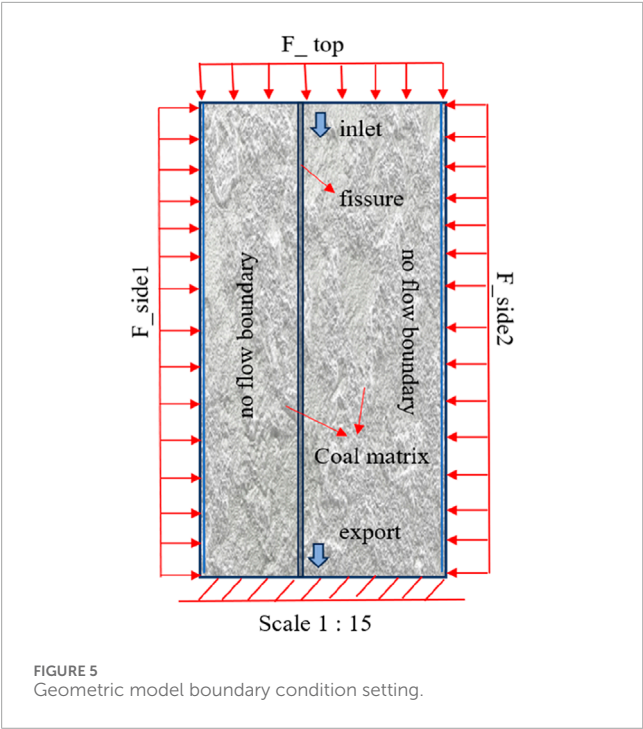 F_ top
inlet
fissure
F_side1
no flow boundary
no flow boundary
F_side2
Coal matrix
export
Scale 1 : 15
FIGURE 5
Geometric model boundary condition setting.